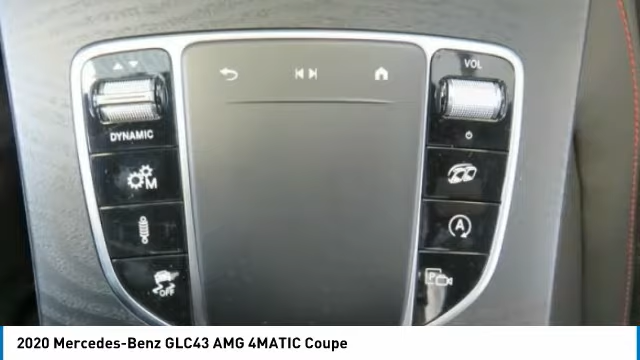 VOL
DYNAMIC
M
A
OFF
P
2020 Mercedes-Benz GLC43 AMG 4MATIC Coupe